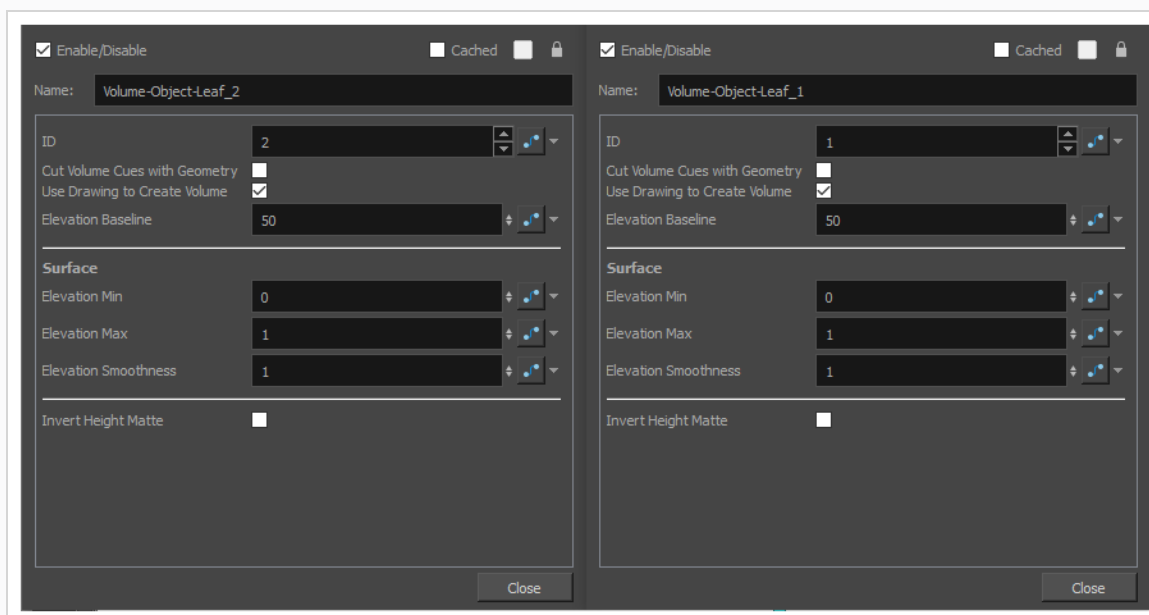 Enable/Disable
Cached
Name: Volume-Object-Leaf_2
ID 2
Cut Volume Cues with Geometry
Use Drawing to Create Volume
Elevation Baseline 50
Surface
Elevation Min 0
Elevation Max 1
Elevation Smoothness 1
Invert Height Matte
Close
Enable/Disable
Cached
Name: Volume-Object-Leaf_1
ID 1
Cut Volume Cues with Geometry
Use Drawing to Create Volume
Elevation Baseline 50
Surface
Elevation Min 0
Elevation Max 1
Elevation Smoothness 1
Invert Height Matte
Close